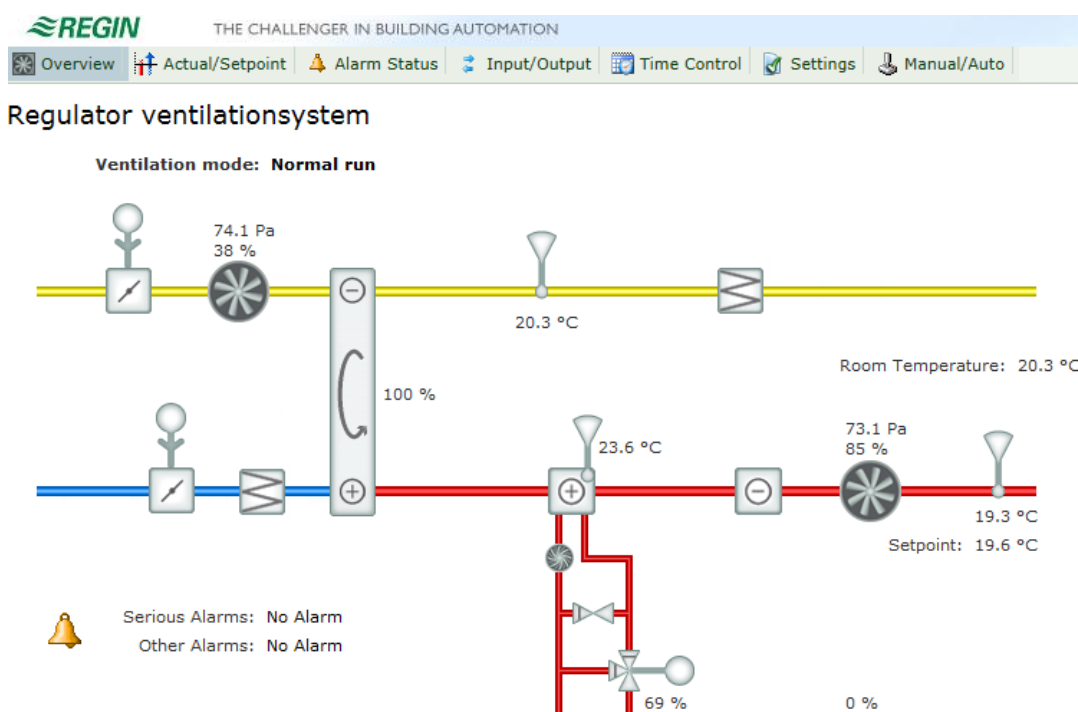 REGIN THE CHALLENGER IN BUILDING AUTOMATION
Overview Actual/Setpoint Alarm Status Input/Output Time Control Settings Manual/Auto
Regulator ventilationsystem
Ventilation mode: Normal run
74.1 Pa
38 %
20.3 °C
Room Temperature: 20.3 °C
100 %
73.1 Pa
23.6 °C
85 %
19.3 °C
Setpoint: 19.6 °C
Serious Alarms: No Alarm
Other Alarms: No Alarm
69 % 0 %